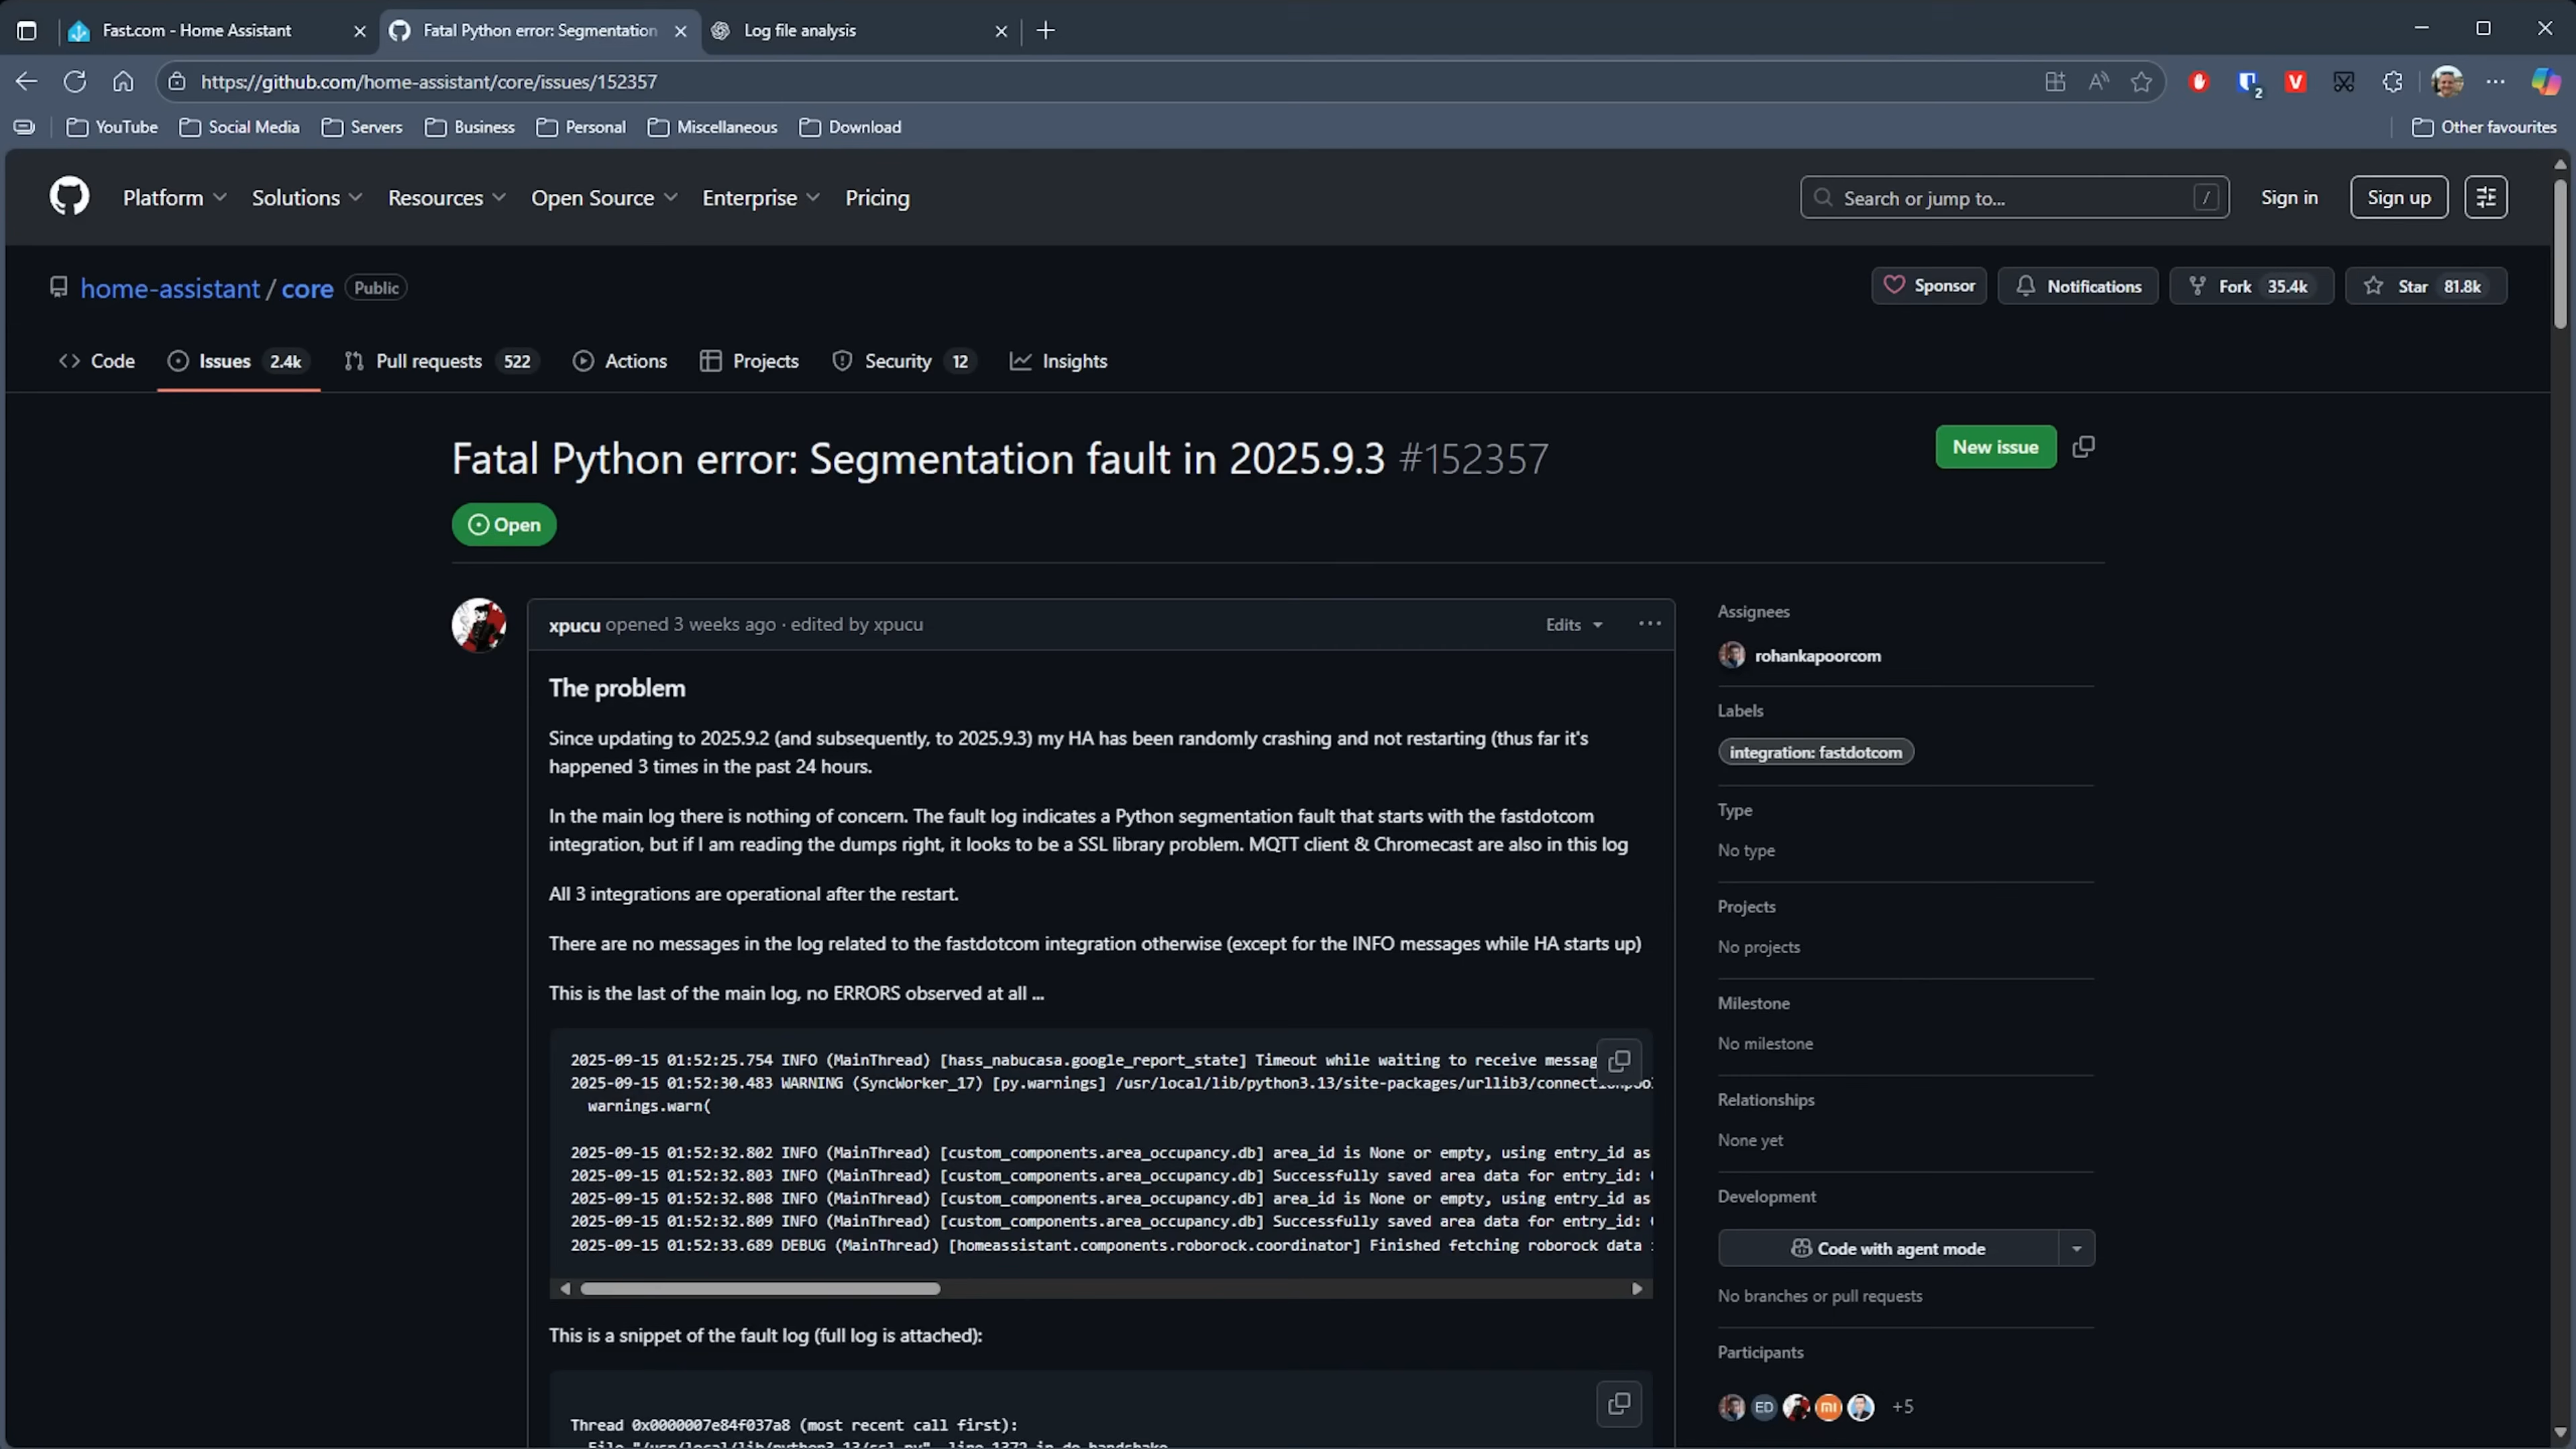 Fast.com - Home Assistant
Fatal Python error: Segmentation
Log file analysis
https://github.com/home-assistant/core/issues/152357
2
YouTube
Social Media
Servers
Business
Personal
Miscellaneous
Download
Other favourites
Platform
Solutions
Resources
Open Source
Enterprise
Pricing
Search or jump to...
/
Sign in
Sign up
home-assistant / core
Public
Sponsor
Notifications
Fork 35.4k
Star 81.8k
Code
Issues 2.4k
Pull requests 522
Actions
Projects
Security 12
Insights
Fatal Python error: Segmentation fault in 2025.9.3 #152357
New issue
Open
xpucu opened 3 weeks ago · edited by xpucu
Edits
The problem
Since updating to 2025.9.2 (and subsequently, to 2025.9.3) my HA has been randomly crashing and not restarting (thus far it's
happened 3 times in the past 24 hours.
In the main log there is nothing of concern. The fault log indicates a Python segmentation fault that starts with the fastdotcom
integration, but if I am reading the dumps right, it looks to be a SSL library problem. MQTT client & Chromecast are also in this log
All 3 integrations are operational after the restart.
There are no messages in the log related to the fastdotcom integration otherwise (except for the INFO messages while HA starts up)
This is the last of the main log, no ERRORS observed at all ...
2025-09-15 01:52:25.754 INFO (MainThread) [hass_nabucasa.google_report_state] Timeout while waiting to receive messag
2025-09-15 01:52:30.483 WARNING (SyncWorker_17) [py.warnings] /usr/local/lib/python3.13/site-packages/urllib3/connectionpool
warnings.warn(
2025-09-15 01:52:32.802 INFO (MainThread) [custom_components.area_occupancy.db] area_id is None or empty, using entry_id as
2025-09-15 01:52:32.803 INFO (MainThread) [custom_components.area_occupancy.db] Successfully saved area data for entry_id:
2025-09-15 01:52:32.808 INFO (MainThread) [custom_components.area_occupancy.db] area_id is None or empty, using entry_id as
2025-09-15 01:52:32.809 INFO (MainThread) [custom_components.area_occupancy.db] Successfully saved area data for entry_id:
2025-09-15 01:52:33.689 DEBUG (MainThread) [homeassistant.components.roborock.coordinator] Finished fetching roborock data
This is a snippet of the fault log (full log is attached):
Thread 0x0000007e84f037a8 (most recent call first):
File "/usr/local/lib/python3.13/ssl.py", line 1372 in do_handshake
Assignees
rohankapoorcom
Labels
integration: fastdotcom
Type
No type
Projects
No projects
Milestone
No milestone
Relationships
None yet
Development
Code with agent mode
No branches or pull requests
Participants
ED
mi
+5